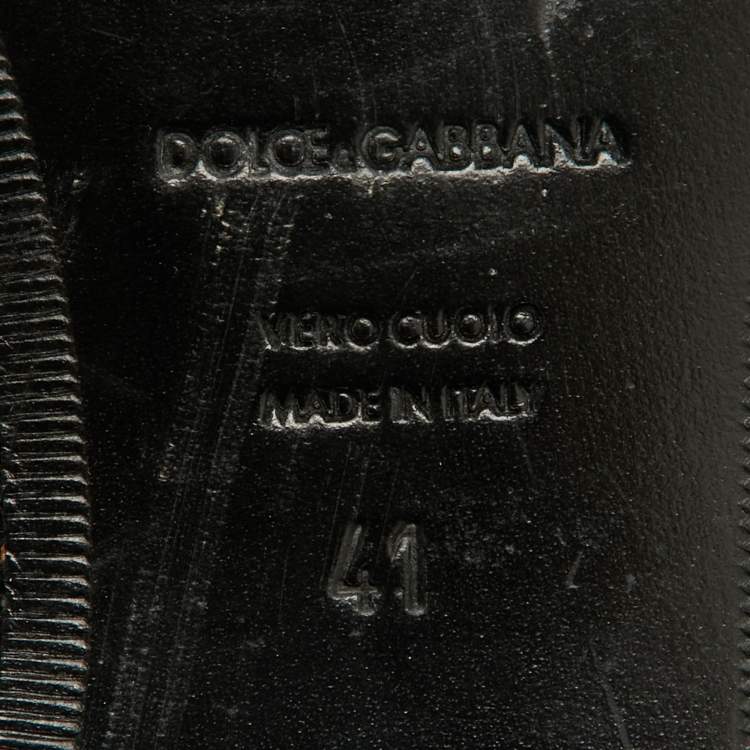 DOLCE & GABBANA
VERO CUOIO
MADE IN ITALY
41